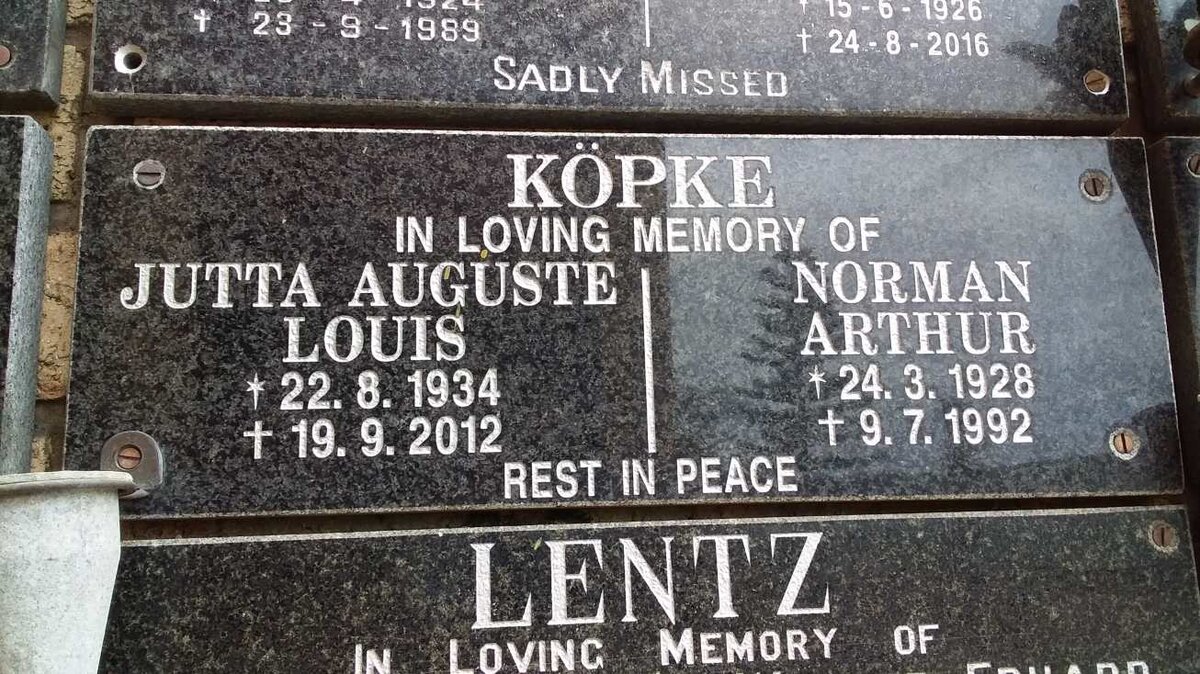 † 23-9-1989
15-6-1926
† 24-8-2016
SADLY MISSED
KÖPKE
IN LOVING MEMORY OF
JUTTA AUGUSTE
LOUIS
* 22. 8. 1934
† 19. 9. 2012
NORMAN
ARTHUR
* 24. 3. 1928
† 9. 7. 1992
REST IN PEACE
LENTZ
IN LOVING MEMORY OF